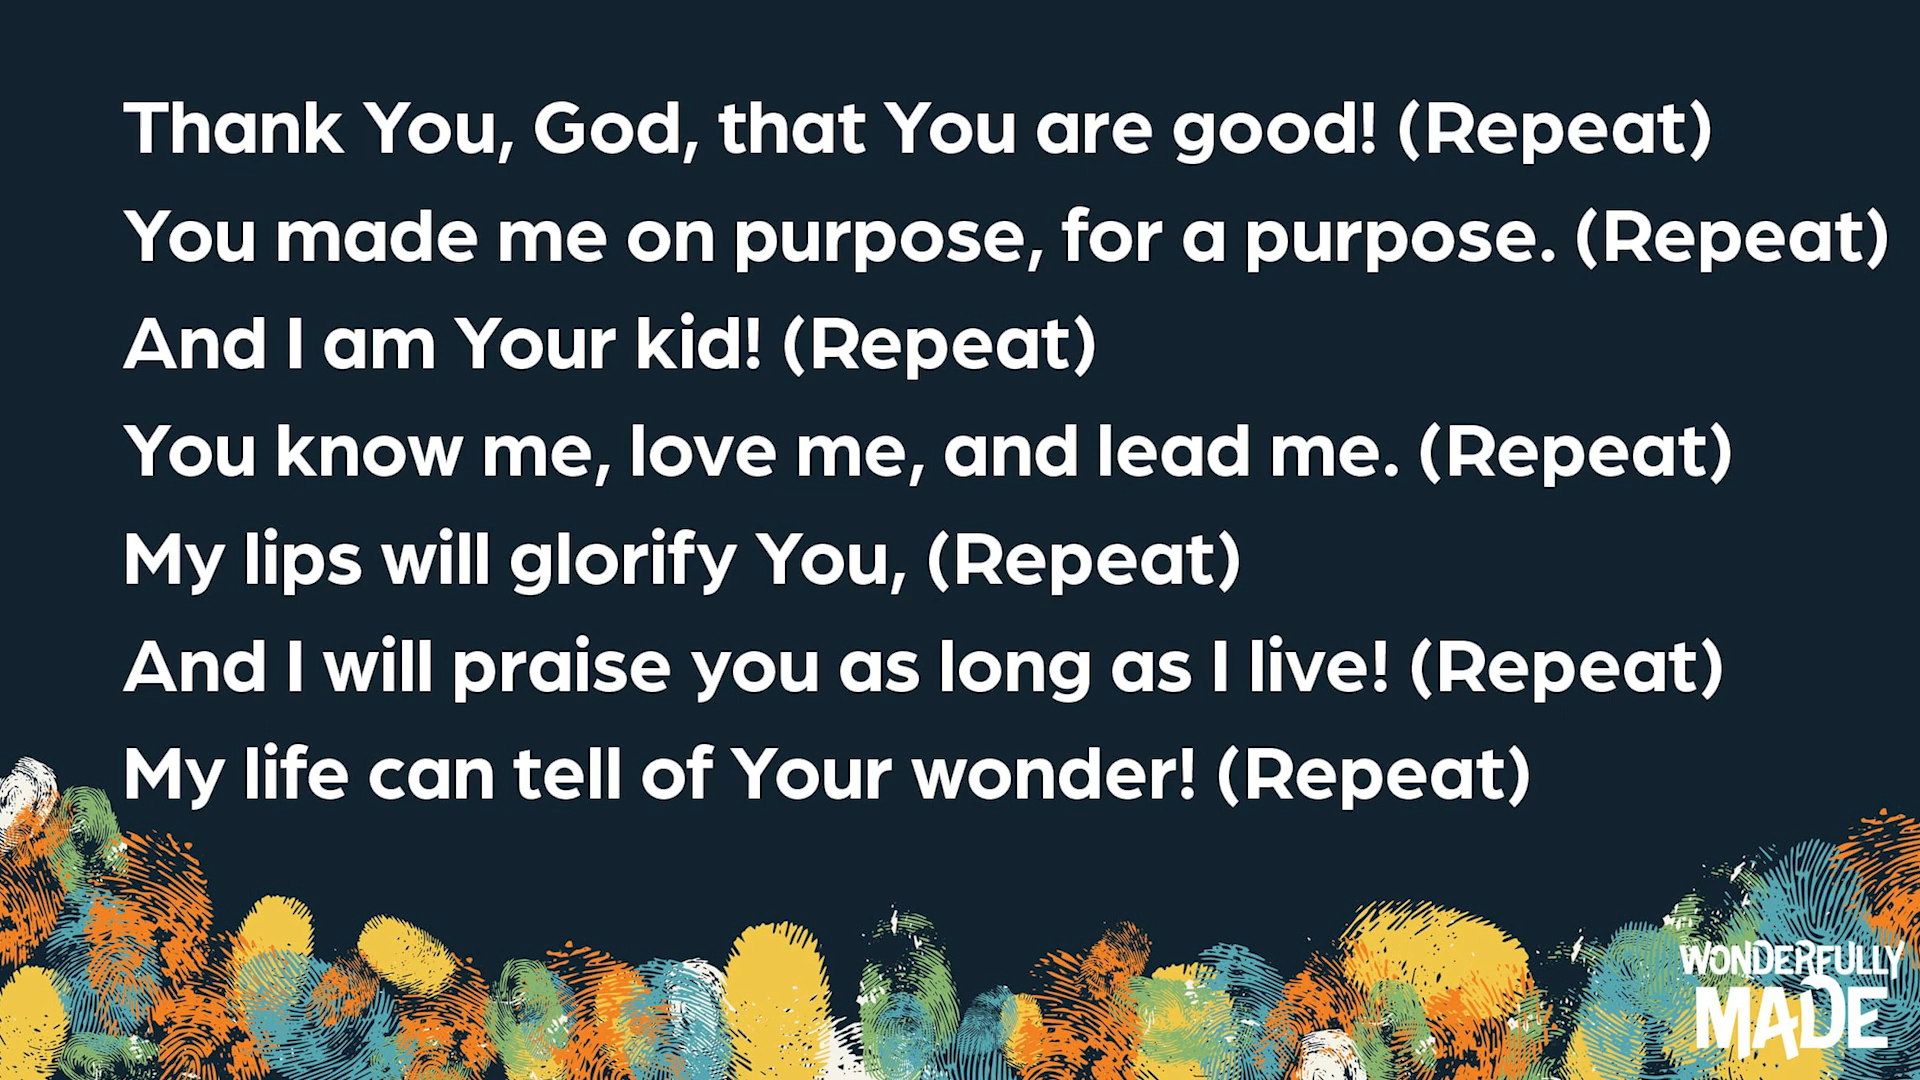 Thank You, God, that You are good! (Repeat)
You made me on purpose, for a purpose. (Repeat)
And I am Your kid! (Repeat)
You know me, love me, and lead me. (Repeat)
My lips will glorify You, (Repeat)
And I will praise you as long as I live! (Repeat)
My life can tell of Your wonder! (Repeat)
WONDERFULLY
MADE